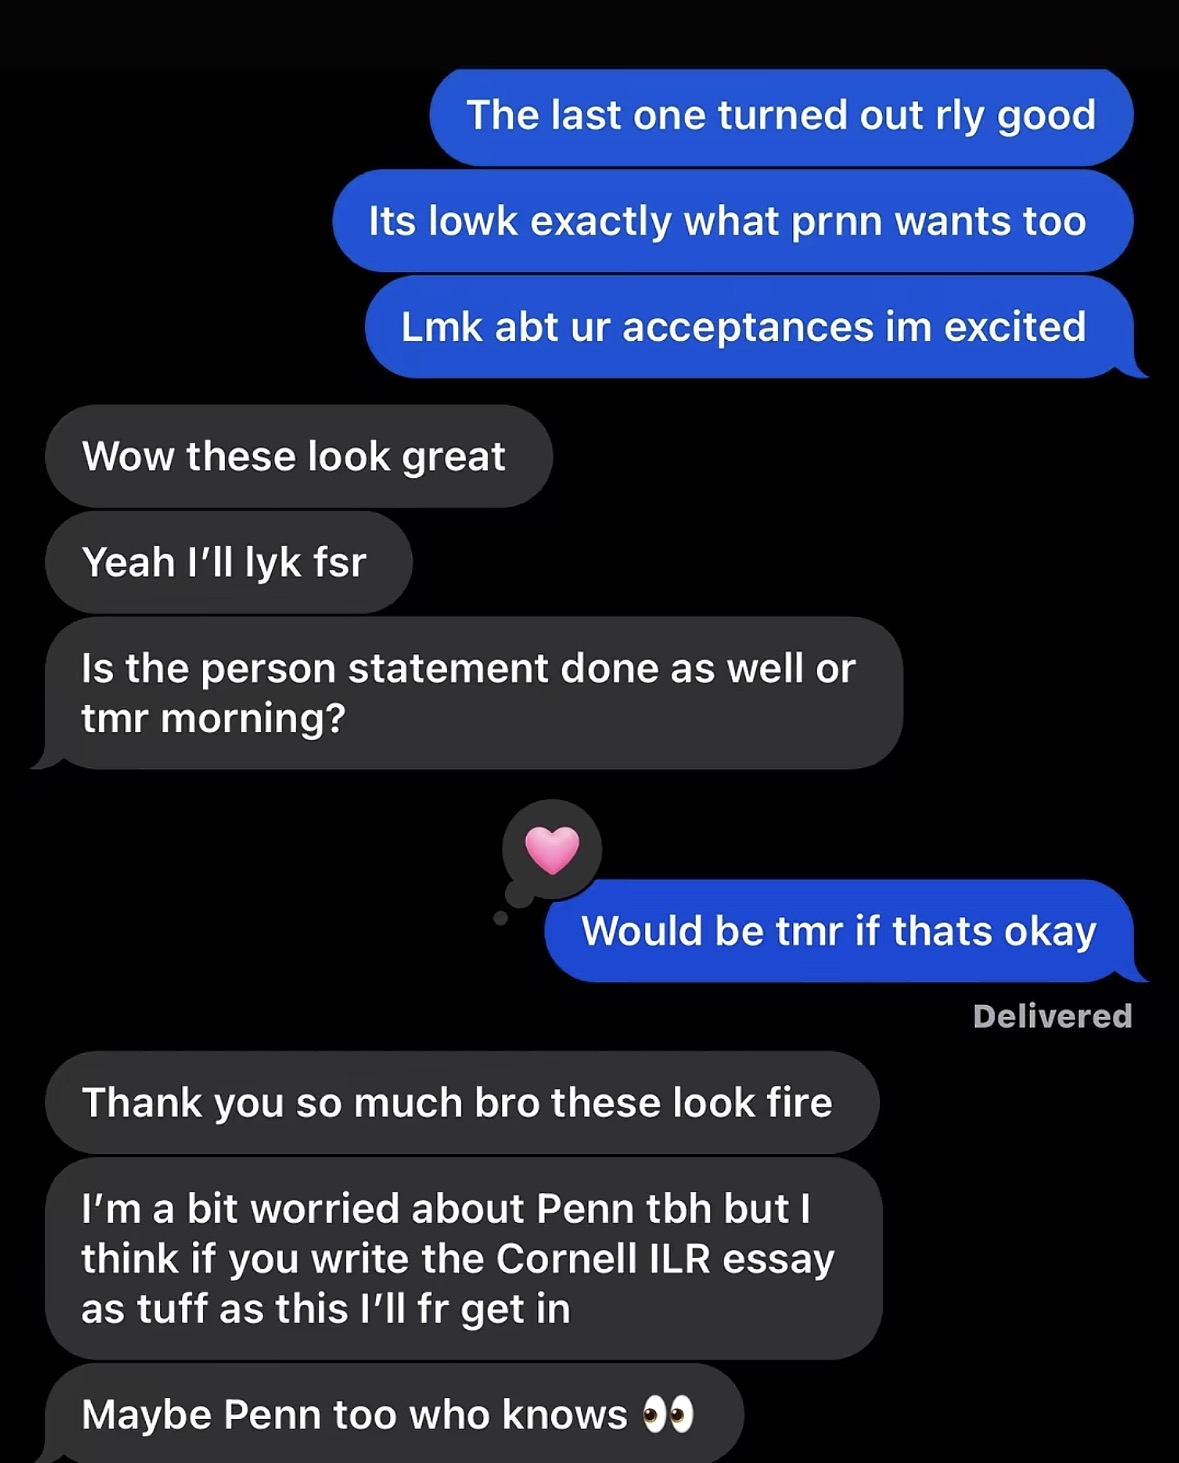 The last one turned out rly good
Its lowk exactly what prnn wants too
Lmk abt ur acceptances im excited
Wow these look great
Yeah I’ll lyk fsr
Is the person statement done as well or
tmr morning?
Would be tmr if thats okay
Delivered
Thank you so much bro these look fire
I’m a bit worried about Penn tbh but I
think if you write the Cornell ILR essay
as tuff as this I’ll fr get in
Maybe Penn too who knows 👀